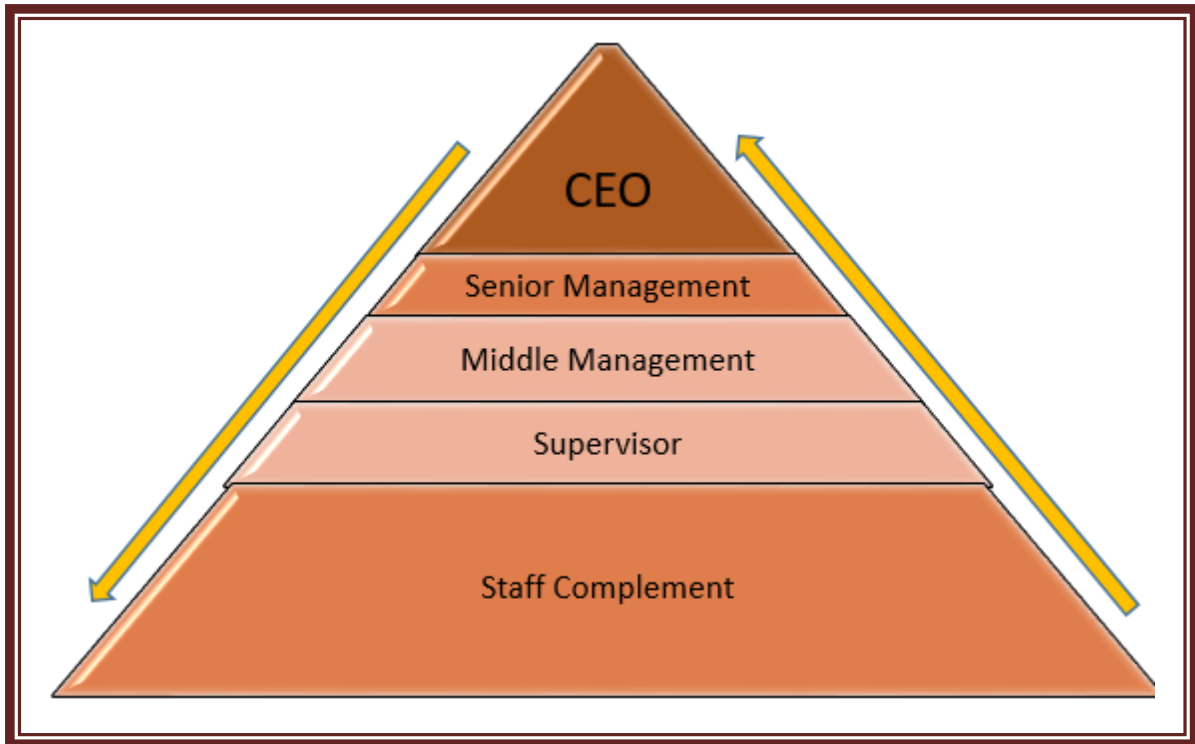 CEO
Senior Management
Middle Management
Supervisor
Staff Complement